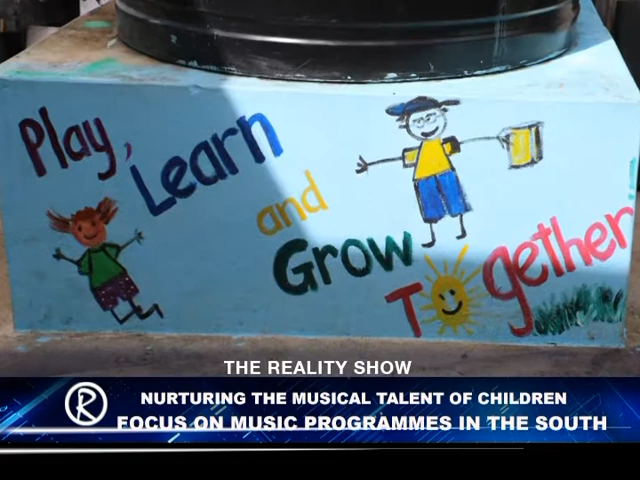 Play,
Learn
and
Grow
Together
THE REALITY SHOW
R
NURTURING THE MUSICAL TALENT OF CHILDREN
FOCUS ON MUSIC PROGRAMMES IN THE SOUTH